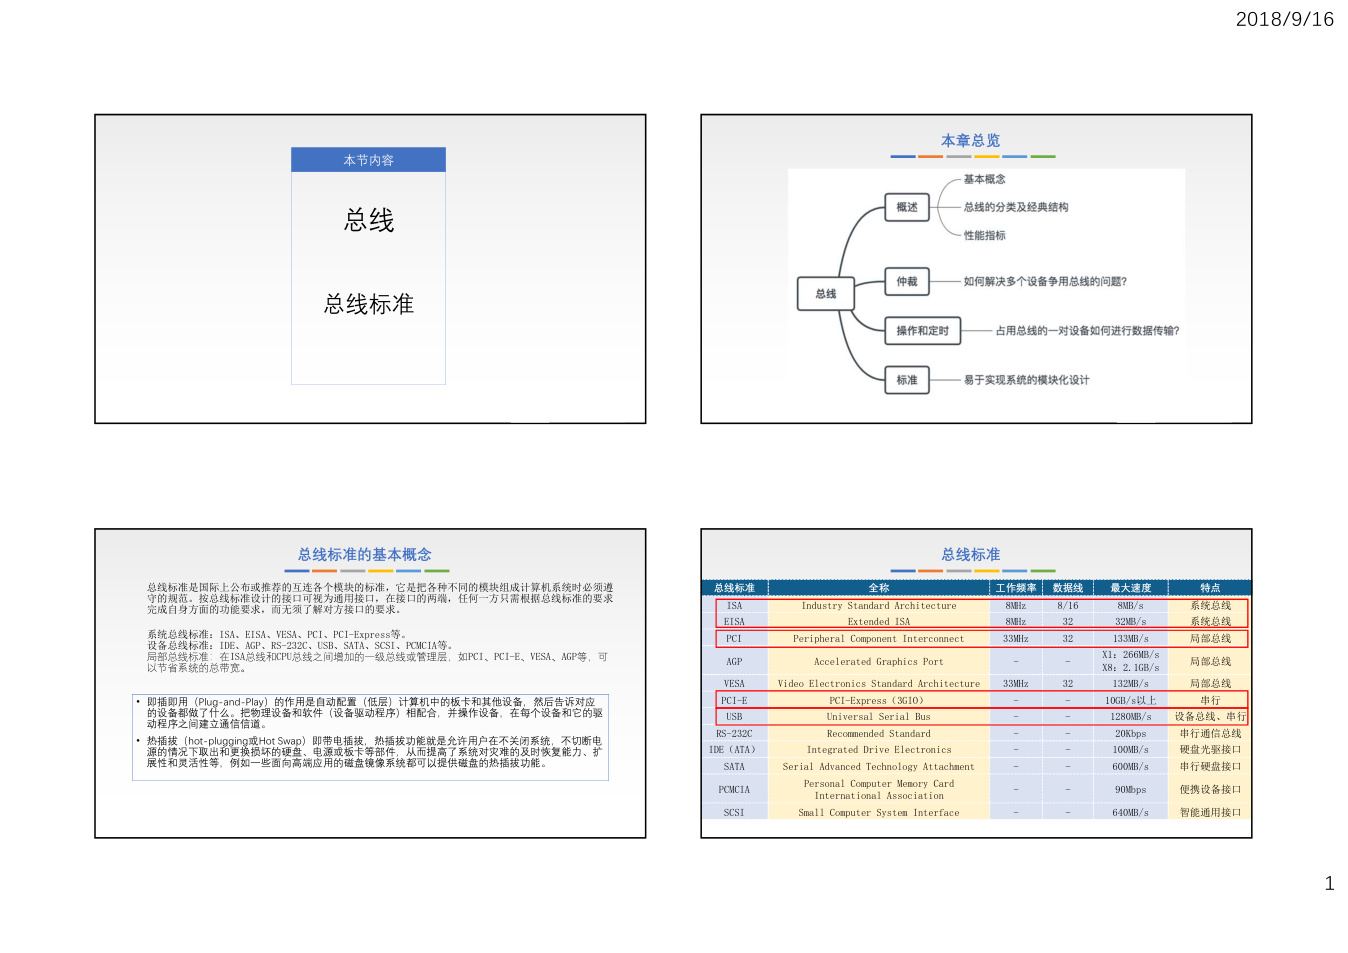 2018/9/16
本节内容
总线
总线标准
本章总览
总线
概述
基本概念
总线的分类及经典结构
性能指标
仲裁
如何解决多个设备争用总线的问题?
操作和定时
占用总线的一对设备如何进行数据传输?
标准
易于实现系统的模块化设计
总线标准的基本概念
总线标准是国际上公布或推荐的互连各个模块的标准，它是把各种不同的模块组成计算机系统时必须遵
守的规范。按总线标准设计的接口可视为通用接口，在接口的两端，任何一方只需根据总线标准的要求
完成自身方面的功能要求，而无须了解对方接口的要求。
系统总线标准：ISA、EISA、VESA、PCI、PCI-Express等。
设备总线标准：IDE、AGP、RS-232C、USB、SATA、SCSI、PCMCIA等。
局部总线标准：在ISA总线和CPU总线之间增加的一级总线或管理层，如PCI、PCI-E、VESA、AGP等，可
以节省系统的总带宽。
• 即插即用（Plug-and-Play）的作用是自动配置（低层）计算机中的板卡和其他设备，然后告诉对应
的设备都做了什么。把物理设备和软件（设备驱动程序）相配合，并操作设备，在每个设备和它的驱
动程序之间建立通信信道。
• 热插拔（hot-plugging或Hot Swap）即带电插拔，热插拔功能就是允许用户在不关闭系统，不切断电
源的情况下取出和更换损坏的硬盘、电源或板卡等部件，从而提高了系统对灾难的及时恢复能力、扩
展性和灵活性等，例如一些面向高端应用的磁盘镜像系统都可以提供磁盘的热插拔功能。
总线标准
总线标准 全称 工作频率 数据线 最大速度 特点
ISA Industry Standard Architecture 8MHz 8/16 8MB/s 系统总线
EISA Extended ISA 8MHz 32 32MB/s 系统总线
PCI Peripheral Component Interconnect 33MHz 32 133MB/s 局部总线
AGP Accelerated Graphics Port - - X1：266MB/s
X8：2.1GB/s 局部总线
VESA Video Electronics Standard Architecture 33MHz 32 132MB/s 局部总线
PCI-E PCI-Express（3GIO） - - 10GB/s以上 串行
USB Universal Serial Bus - - 1280MB/s 设备总线、串行
RS-232C Recommended Standard - - 20Kbps 串行通信总线
IDE（ATA） Integrated Drive Electronics - - 100MB/s 硬盘光驱接口
SATA Serial Advanced Technology Attachment - - 600MB/s 串行硬盘接口
PCMCIA Personal Computer Memory Card
International Association - - 90Mbps 便携设备接口
SCSI Small Computer System Interface - - 640MB/s 智能通用接口
1